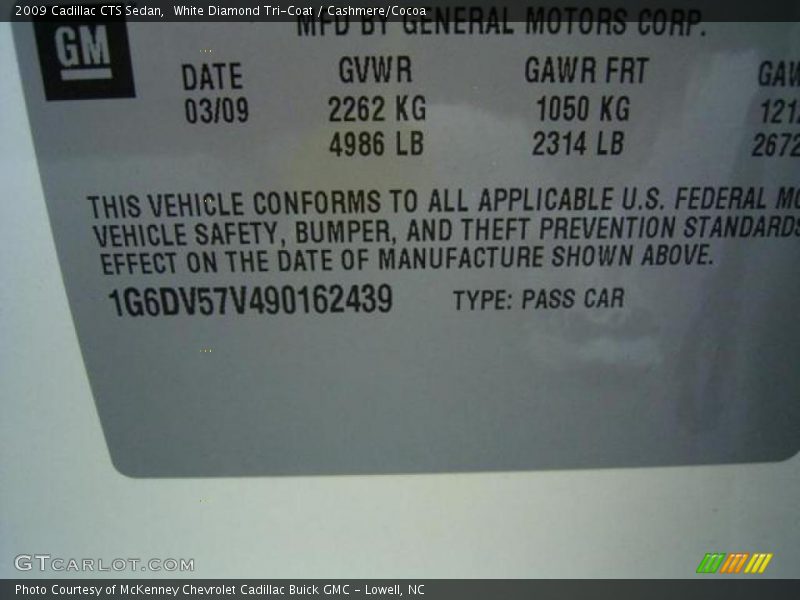 2009 Cadillac CTS Sedan, White Diamond Tri-Coat / Cashmere/Cocoa
MFD BY GENERAL MOTORS CORP.
GM
DATE GVWR GAWR FRT
03/09 2262 KG 1050 KG
4986 LB 2314 LB 2672
THIS VEHICLE CONFORMS TO ALL APPLICABLE U.S. FEDERAL
VEHICLE SAFETY, BUMPER, AND THEFT PREVENTION STANDARDS
EFFECT ON THE DATE OF MANUFACTURE SHOWN ABOVE.
1G6DV57V490162439 TYPE: PASS CAR
GTCARLOT.COM
Photo Courtesy of McKenney Chevrolet Cadillac Buick GMC - Lowell, NC